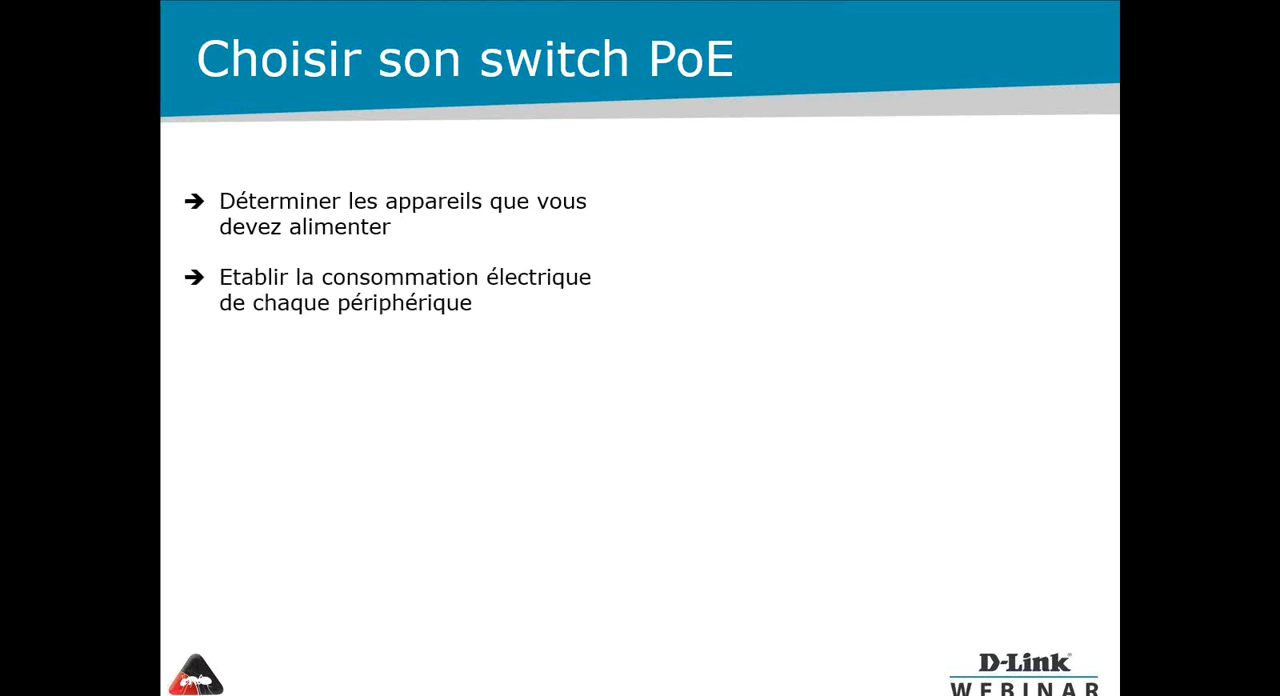 Choisir son switch PoE
➔ Déterminer les appareils que vous
devez alimenter
➔ Etablir la consommation électrique
de chaque périphérique
D-Link
WEBINAR